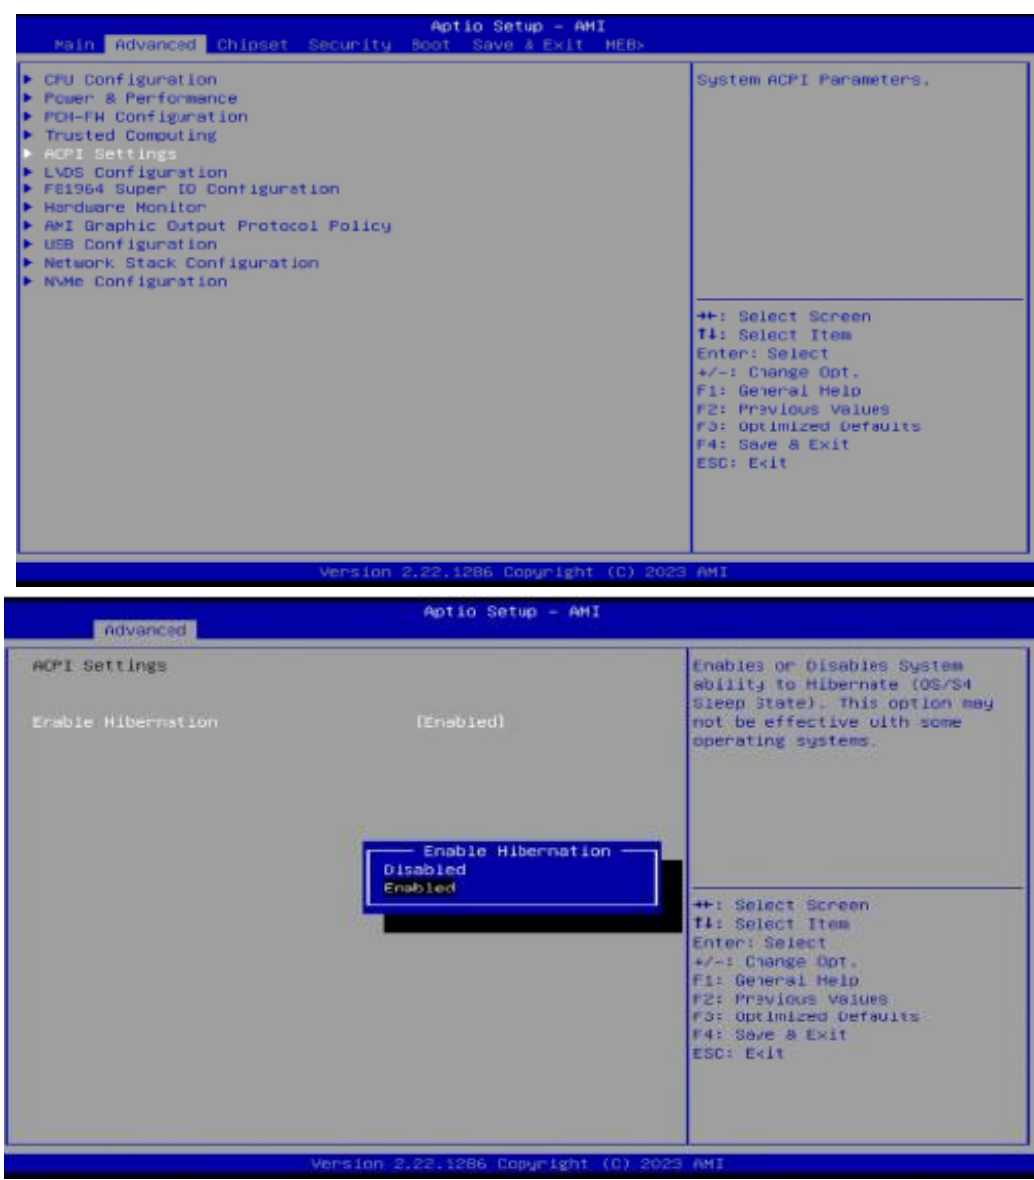 Aptio Setup - AMI
Main Advanced Chipset Security Boot Save & Exit MEBx
CPU Configuration
Power & Performance
PCH-FW Configuration
Trusted Computing
ACPI Settings
LVDS Configuration
F81964 Super IO Configuration
Hardware Monitor
AMI Graphic Output Protocol Policy
USB Configuration
Network Stack Configuration
NVMe Configuration
System ACPI Parameters.
→←: Select Screen
↑↓: Select Item
Enter: Select
+/-: Change Opt.
F1: General Help
F2: Previous Values
F3: Optimized Defaults
F4: Save & Exit
ESC: Exit
Version 2.22.1286 Copyright (C) 2023 AMI
Aptio Setup - AMI
Advanced
ACPI Settings
Enable Hibernation [Enabled]
Enable Hibernation
Disabled
Enabled
Enables or Disables System
ability to Hibernate (OS/S4
Sleep State). This option may
not be effective with some
operating systems.
→←: Select Screen
↑↓: Select Item
Enter: Select
+/-: Change Opt.
F1: General Help
F2: Previous Values
F3: Optimized Defaults
F4: Save & Exit
ESC: Exit
Version 2.22.1286 Copyright (C) 2023 AMI